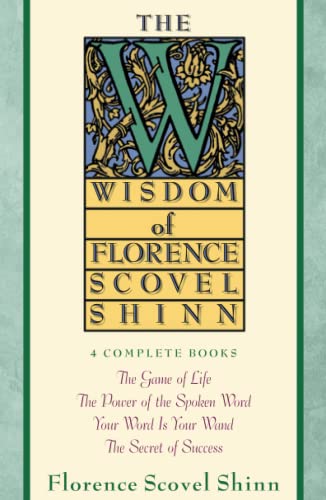 THE
W
WISDOM
of
FLORENCE
SCOVEL
SHINN
4 COMPLETE BOOKS
The Game of Life
The Power of the Spoken Word
Your Word Is Your Wand
The Secret of Success
Florence Scovel Shinn